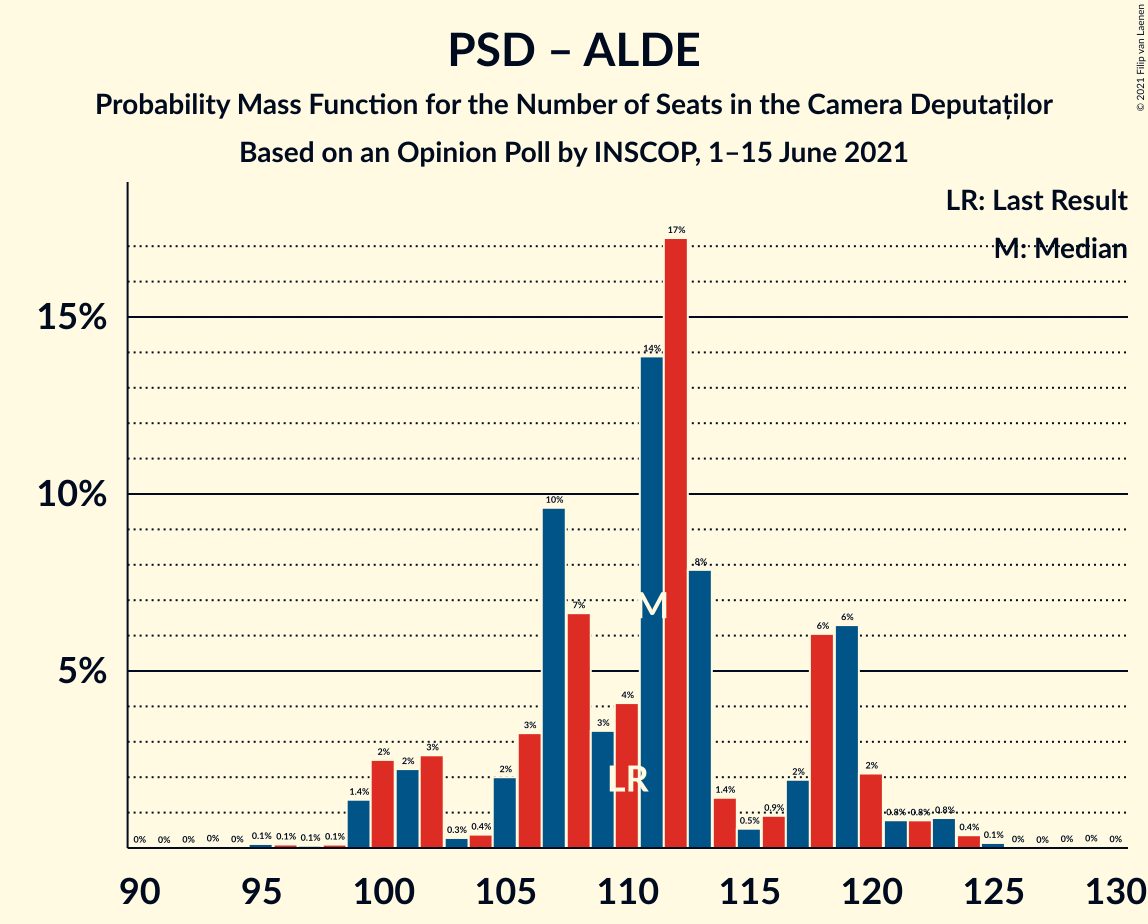 PSD – ALDE
Probability Mass Function for the Number of Seats in the Camera Deputaților
Based on an Opinion Poll by INSCOP, 1–15 June 2021
© 2021 Filip van Laenen
LR: Last Result
M: Median
15%
10%
5%
0% 0% 0% 0% 0% 0.1% 0.1% 0.1% 0.1% 1.4% 2% 2% 3% 0.3% 0.4% 2% 3% 10% 7% 3% 4% 14% 17% 8% 1.4% 0.5% 0.9% 2% 6% 6% 2% 0.8% 0.8% 0.8% 0.4% 0.1% 0% 0% 0% 0% 0%
M
LR
90 95 100 105 110 115 120 125 130